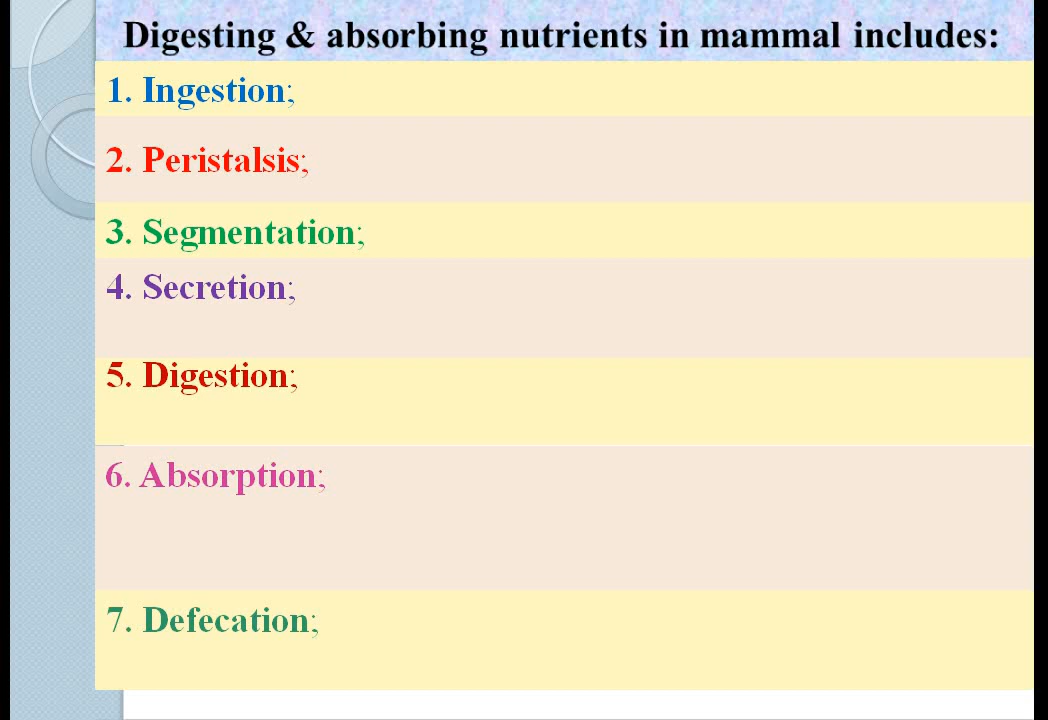 Digesting & absorbing nutrients in mammal includes:
1. Ingestion;
2. Peristalsis;
3. Segmentation;
4. Secretion;
5. Digestion;
6. Absorption;
7. Defecation;